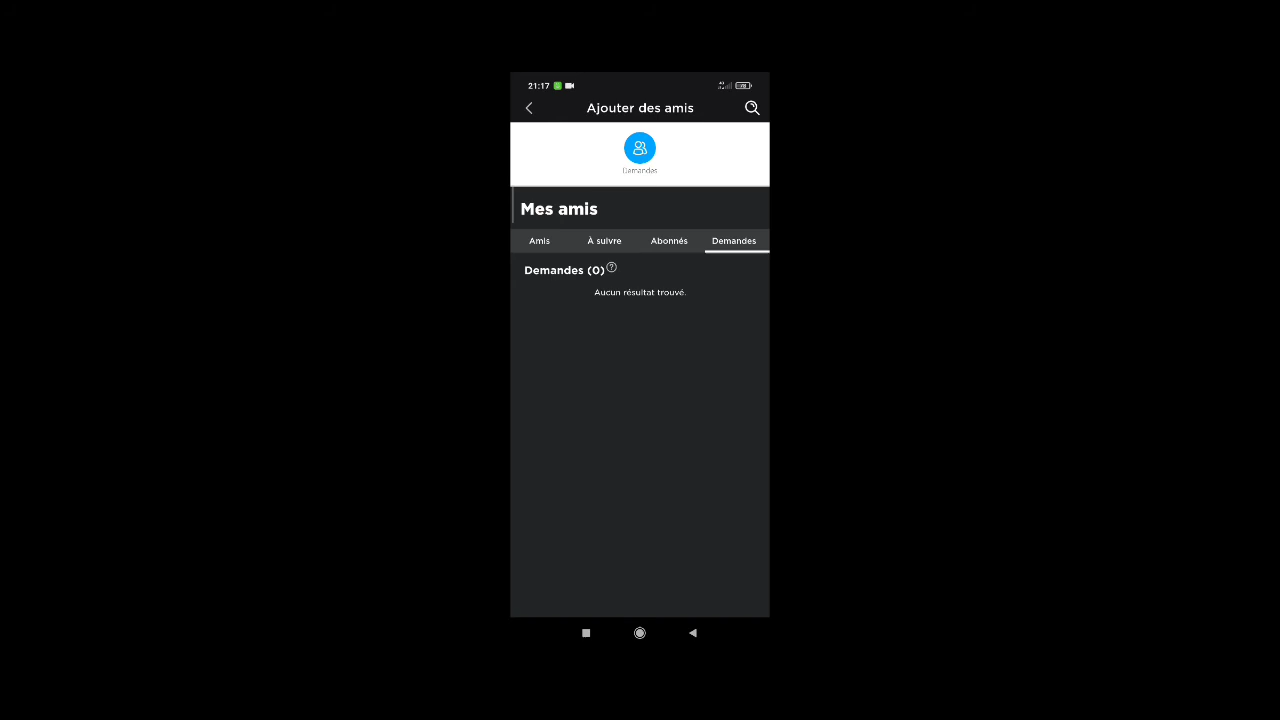 21:17
Ajouter des amis
Demandes
Mes amis
Amis À suivre Abonnés Demandes
Demandes (0)
Aucun résultat trouvé.